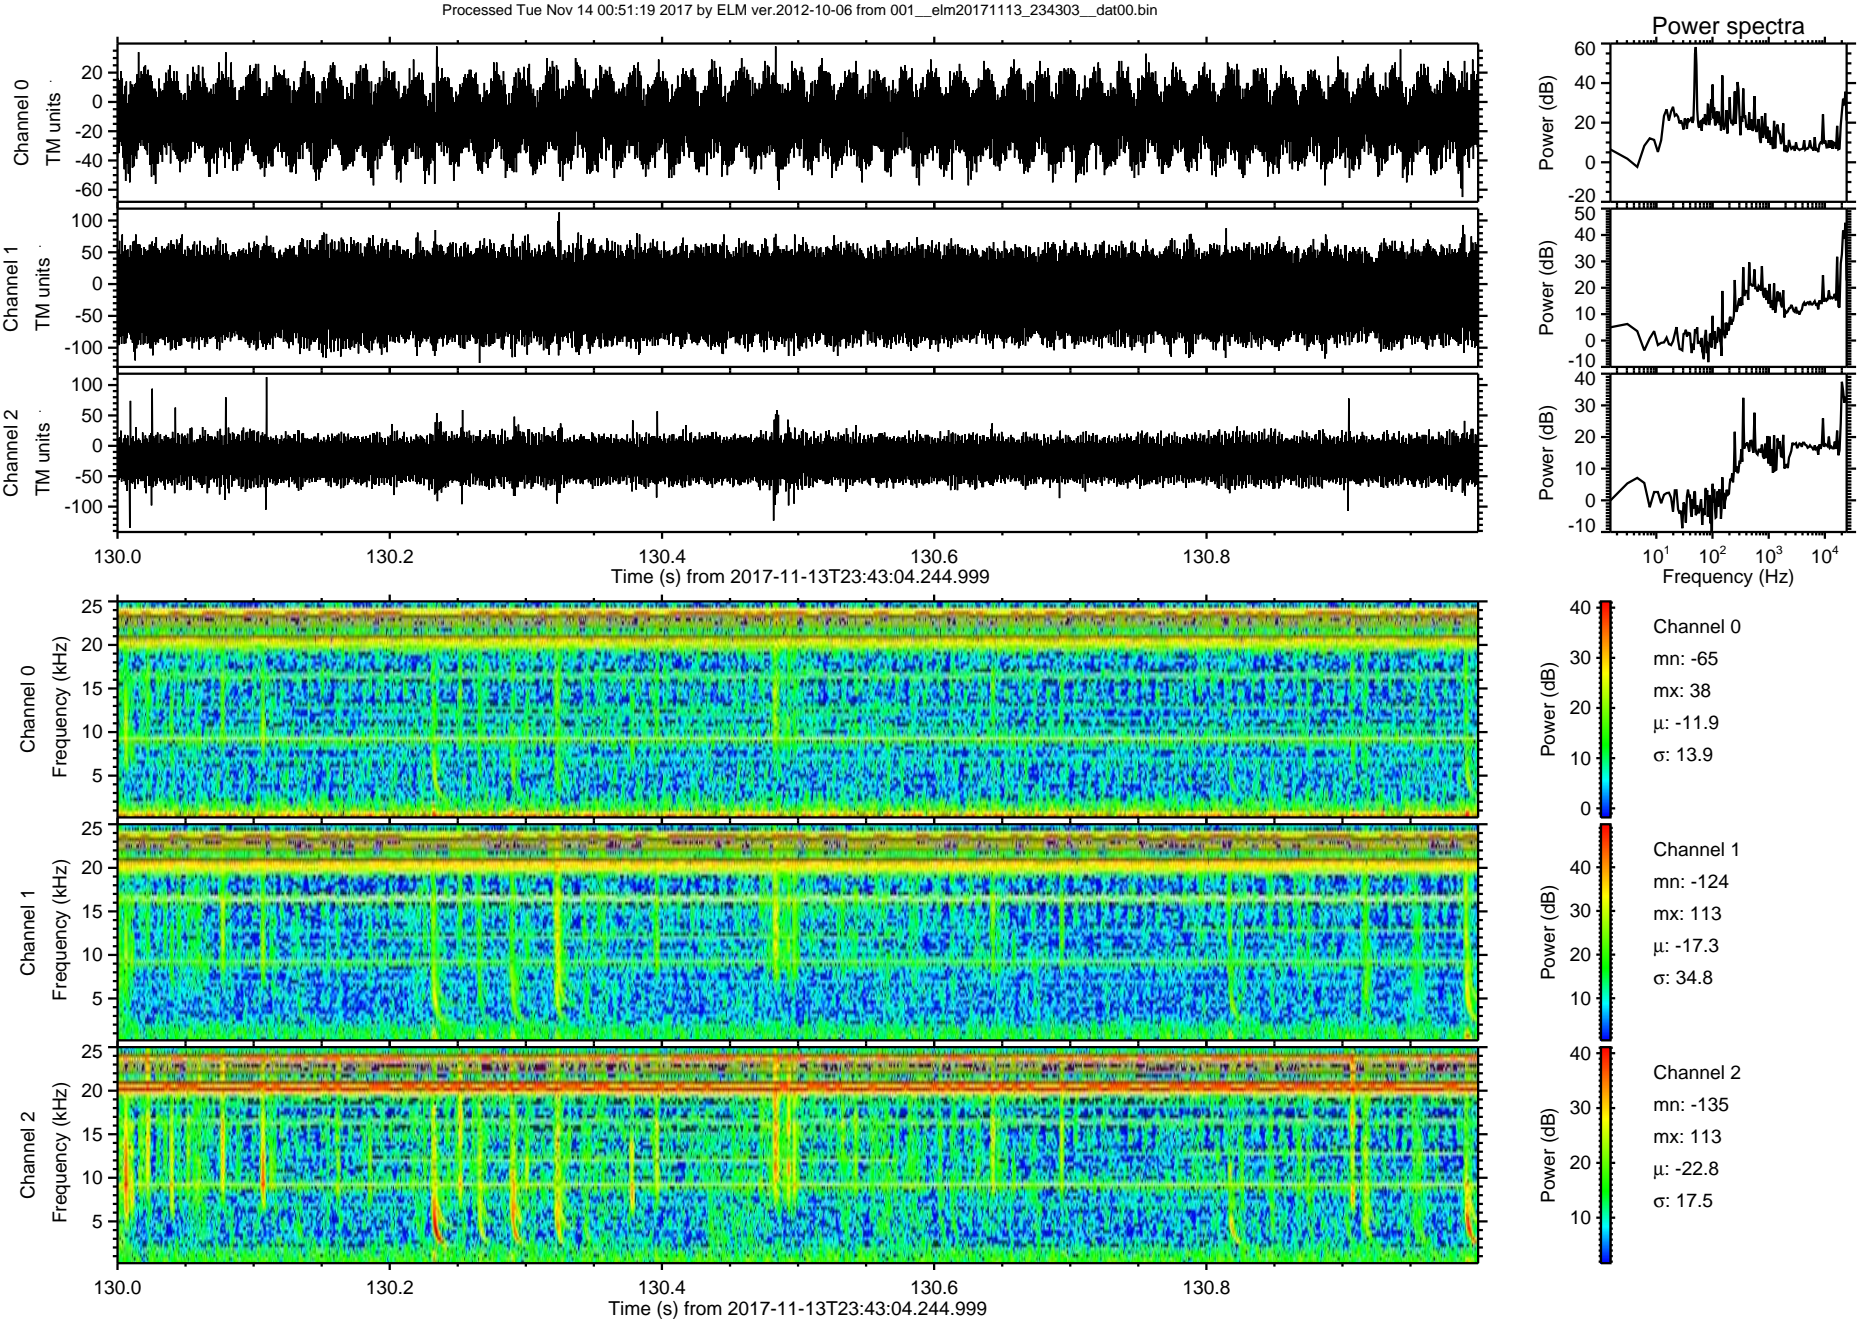 Processed Tue Nov 14 00:51:19 2017 by ELM ver.2012-10-06 from 001__elm20171113_234303__dat00.bin
Power spectra
Channel 0
TM units
20
0
-20
-40
-60
Power (dB)
60
40
20
0
-20
Channel 1
TM units
100
50
0
-50
-100
Power (dB)
50
40
30
20
10
0
-10
Channel 2
TM units
100
50
0
-50
-100
Power (dB)
40
30
20
10
0
-10
130.0 130.2 130.4 130.6 130.8
Time (s) from 2017-11-13T23:43:04.244.999
10¹ 10² 10³ 10⁴
Frequency (Hz)
Channel 0
Frequency (kHz)
25
20
15
10
5
Power (dB)
40
30
20
10
0
Channel 0
mn: -65
mx: 38
μ: -11.9
σ: 13.9
Channel 1
Frequency (kHz)
25
20
15
10
5
Power (dB)
40
30
20
10
Channel 1
mn: -124
mx: 113
μ: -17.3
σ: 34.8
Channel 2
Frequency (kHz)
25
20
15
10
5
Power (dB)
40
30
20
10
Channel 2
mn: -135
mx: 113
μ: -22.8
σ: 17.5
130.0 130.2 130.4 130.6 130.8
Time (s) from 2017-11-13T23:43:04.244.999